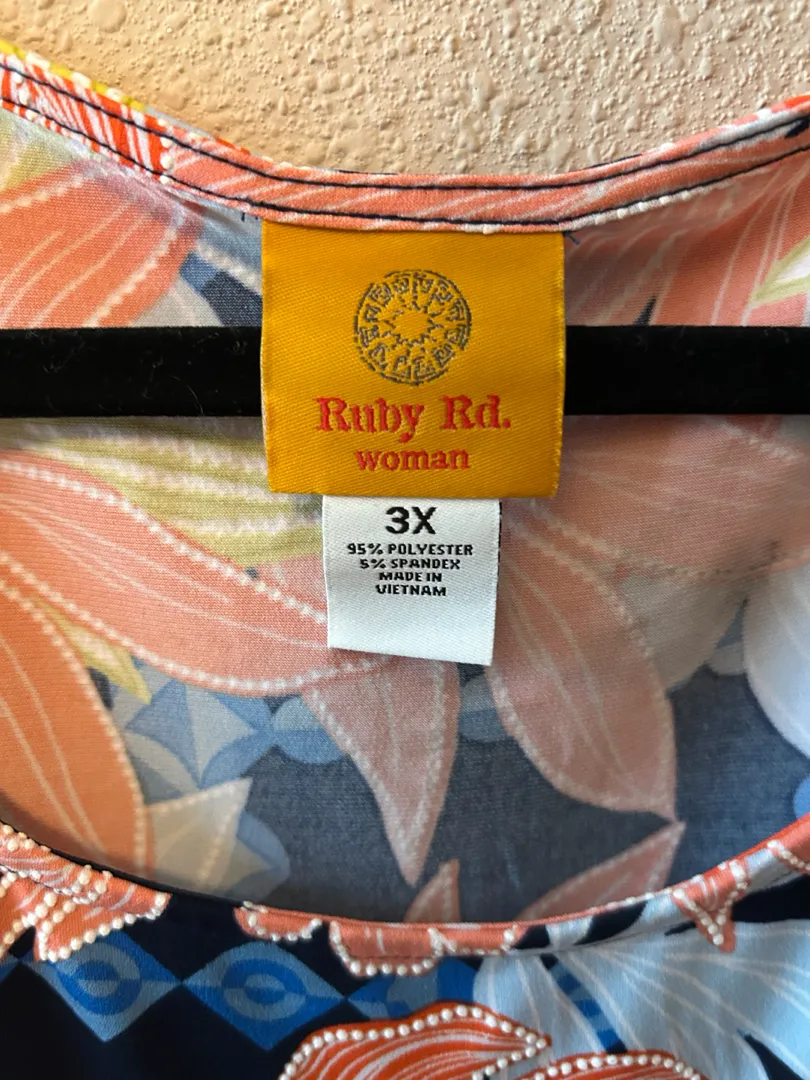 Ruby Rd.
woman
3X
95% POLYESTER
5% SPANDEX
MADE IN
VIETNAM